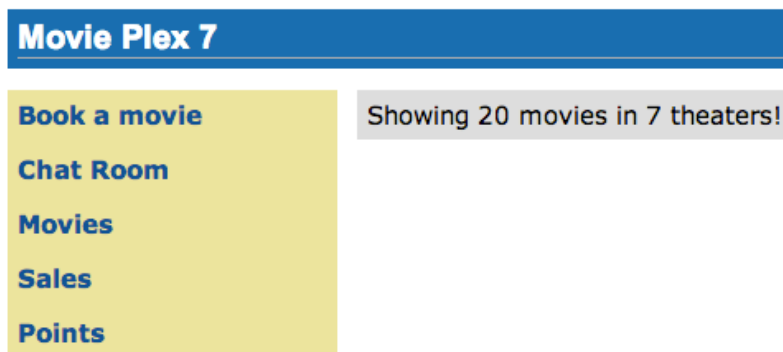 Movie Plex 7
Book a movie
Chat Room
Movies
Sales
Points
Showing 20 movies in 7 theaters!